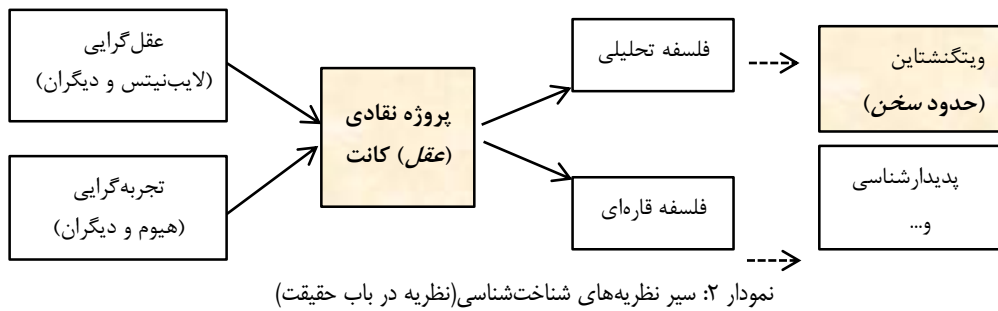 عقل‌گرایی
(لایب‌نیتس و دیگران)
تجربه‌گرایی
(هیوم و دیگران)
پروژه نقادی
(عقل) کانت
فلسفه تحلیلی
فلسفه قاره‌ای
ویتگنشتاین
(حدود سخن)
پدیدارشناسی
و...
نمودار ۲: سیر نظریه‌های شناخت‌شناسی(نظریه در باب حقیقت)